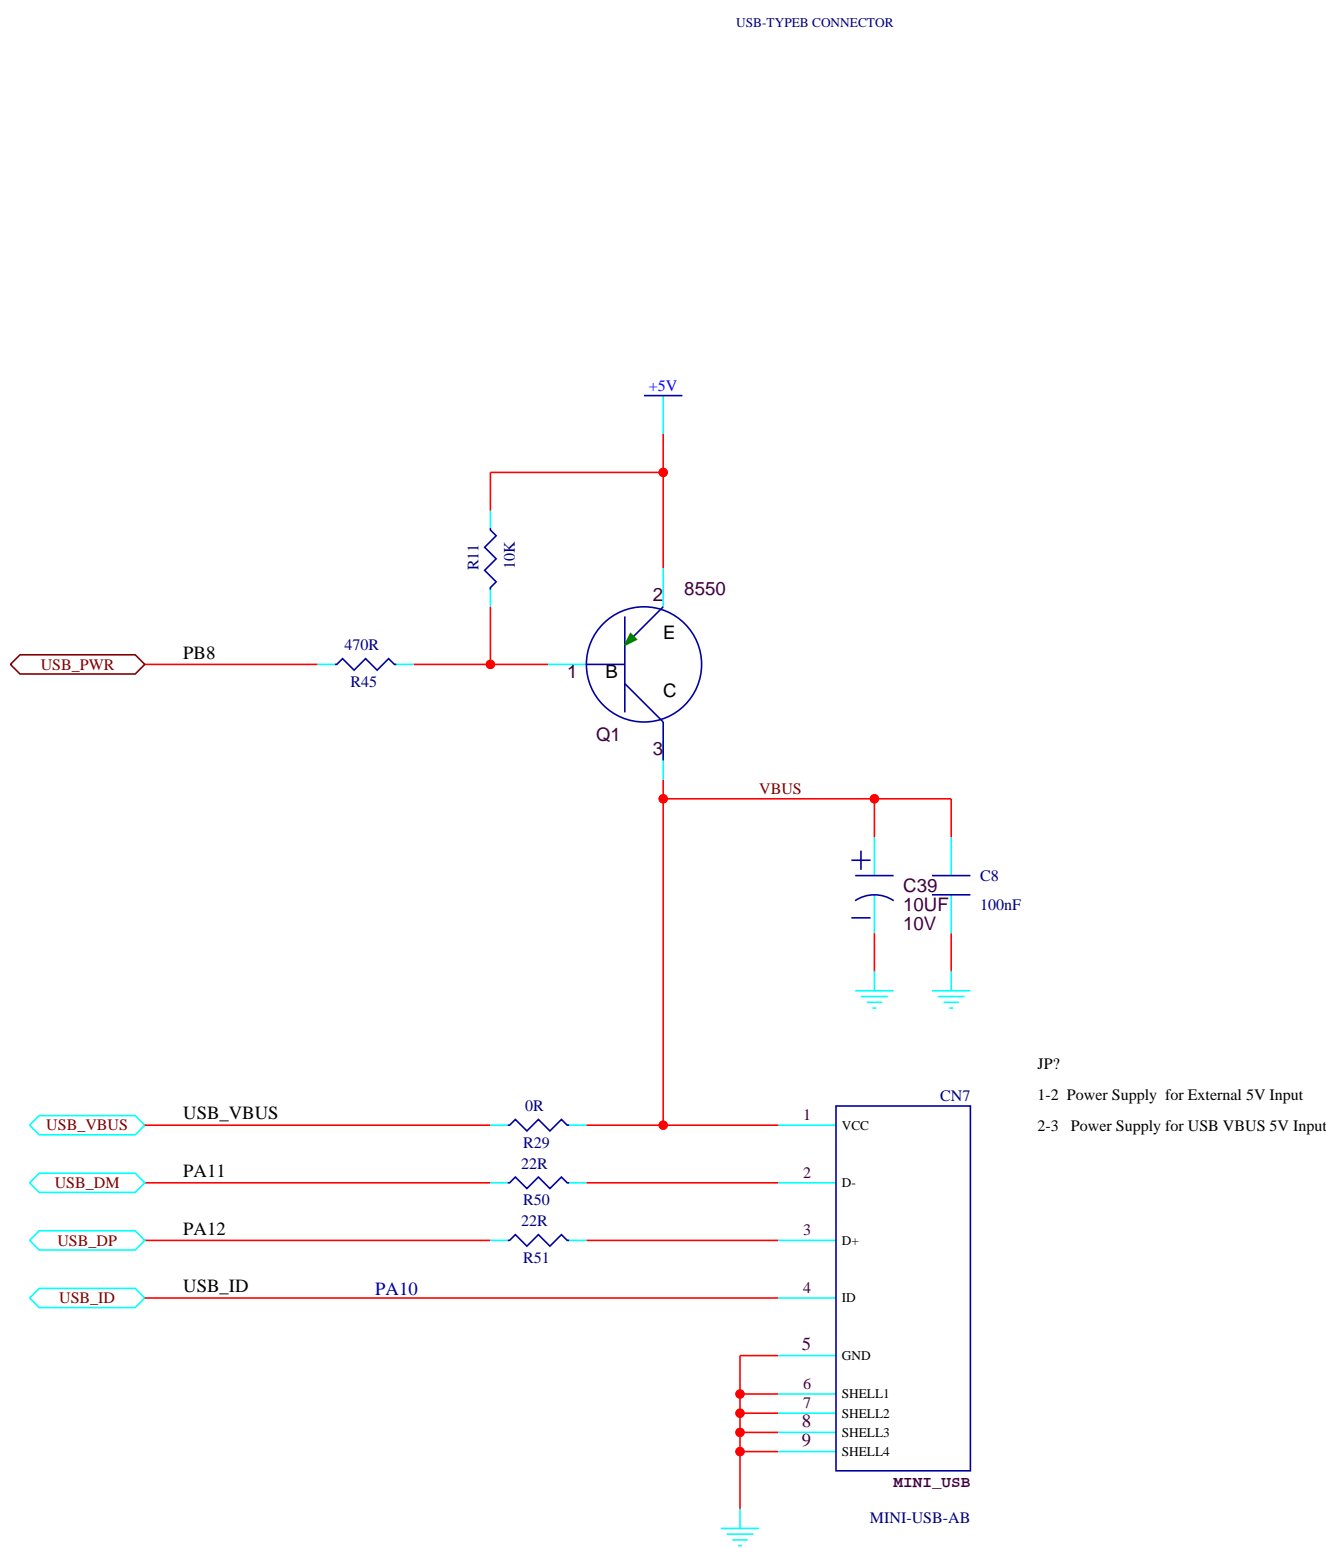 USB-TYPEB CONNECTOR
+5V
R11
10K
2
8550
E
USB_PWR
PB8
470R
R45
1
B
C
Q1
3
VBUS
C39
10UF
10V
C8
100nF
JP?
1-2 Power Supply for External 5V Input
2-3 Power Supply for USB VBUS 5V Input
CN7
USB_VBUS
USB_VBUS
0R
R29
1
VCC
USB_DM
PA11
22R
R50
2
D-
USB_DP
PA12
22R
R51
3
D+
USB_ID
USB_ID
PA10
4
ID
5
GND
6
SHELL1
7
SHELL2
8
SHELL3
9
SHELL4
MINI_USB
MINI-USB-AB